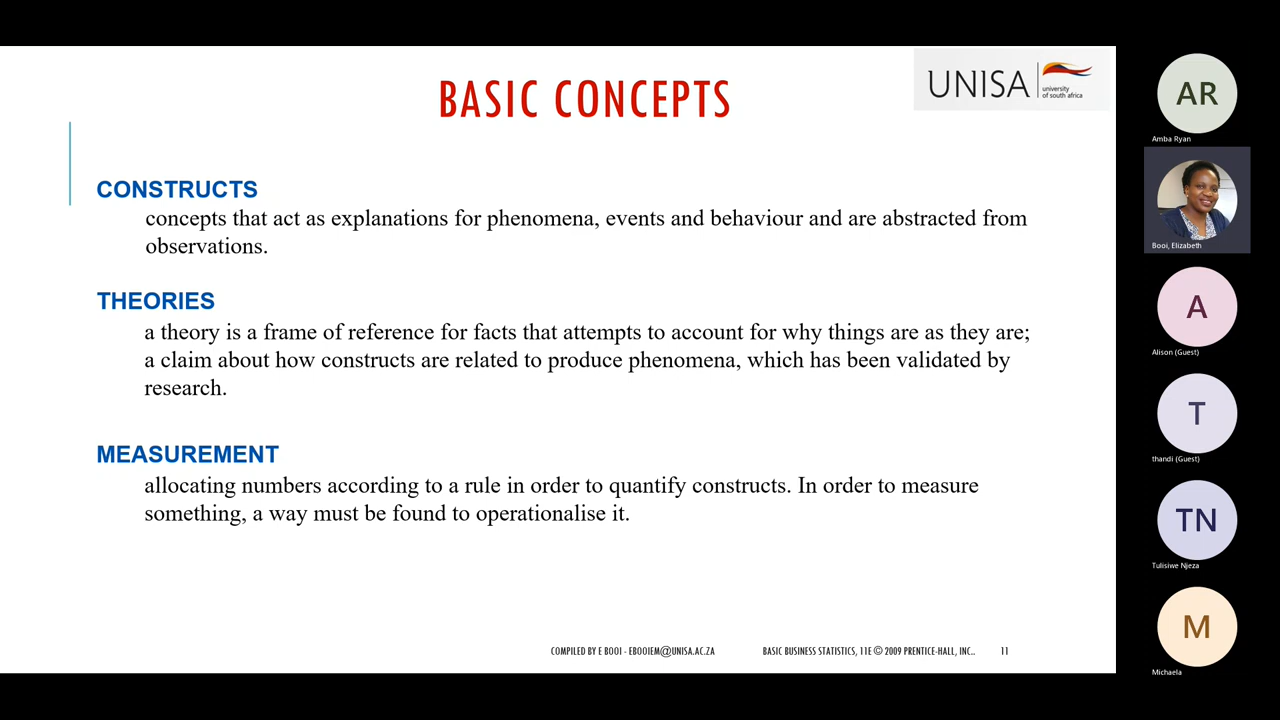 BASIC CONCEPTS
UNISA
university
of south africa
CONSTRUCTS
concepts that act as explanations for phenomena, events and behaviour and are abstracted from
observations.
THEORIES
a theory is a frame of reference for facts that attempts to account for why things are as they are;
a claim about how constructs are related to produce phenomena, which has been validated by
research.
MEASUREMENT
allocating numbers according to a rule in order to quantify constructs. In order to measure
something, a way must be found to operationalise it.
COMPILED BY E BOOI - EBOOIEM@UNISA.AC.ZA
BASIC BUSINESS STATISTICS, 11E © 2009 PRENTICE-HALL, INC..
11
AR
Amba Ryan
Booi, Elizabeth
A
Alison (Guest)
T
thandi (Guest)
TN
Tulisiwe Njeza
M
Michaela